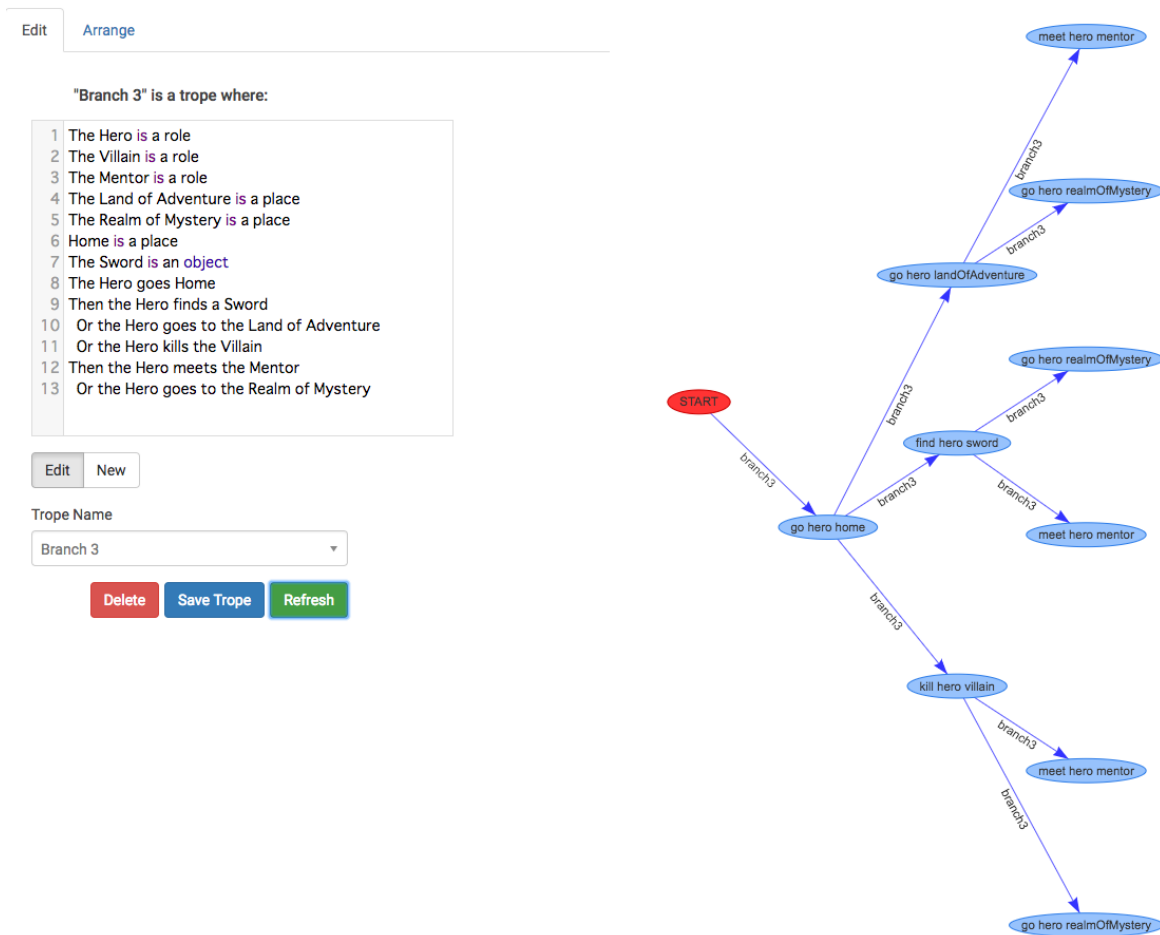 Edit Arrange
"Branch 3" is a trope where:
1 The Hero is a role
2 The Villain is a role
3 The Mentor is a role
4 The Land of Adventure is a place
5 The Realm of Mystery is a place
6 Home is a place
7 The Sword is an object
8 The Hero goes Home
9 Then the Hero finds a Sword
10 Or the Hero goes to the Land of Adventure
11 Or the Hero kills the Villain
12 Then the Hero meets the Mentor
13 Or the Hero goes to the Realm of Mystery
Edit New
Trope Name
Branch 3
Delete Save Trope Refresh
meet hero mentor
branch3
go hero realmOfMystery
branch3
go hero landOfAdventure
go hero realmOfMystery
branch3
START
branch3
find hero sword
branch3
branch3
branch3
go hero home
meet hero mentor
branch3
kill hero villain
branch3
meet hero mentor
branch3
go hero realmOfMystery